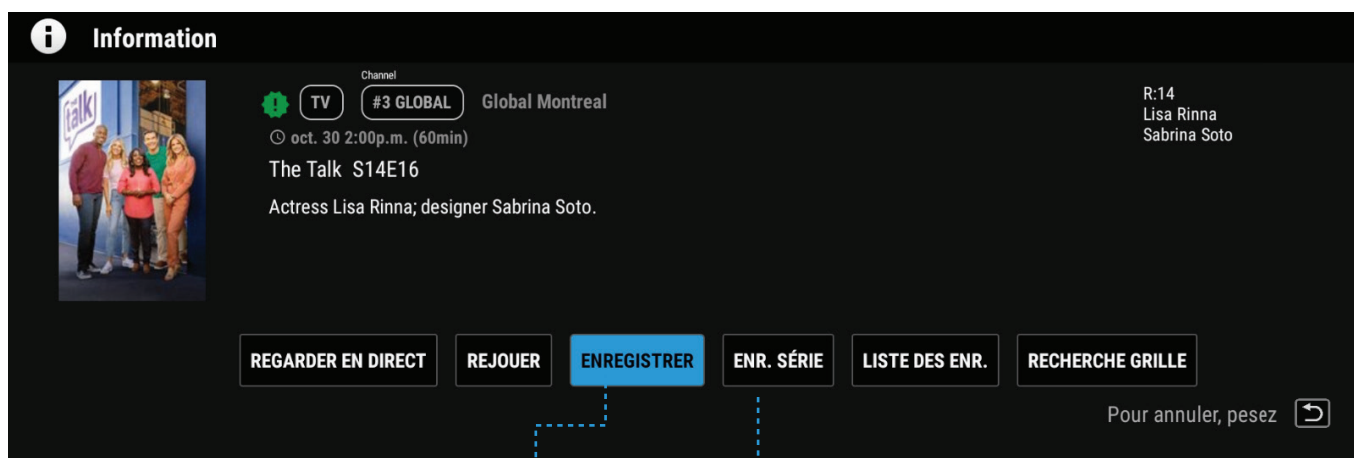 Information
the talk
Channel
TV #3 GLOBAL Global Montreal
oct. 30 2:00p.m. (60min)
The Talk S14E16
Actress Lisa Rinna; designer Sabrina Soto.
R:14
Lisa Rinna
Sabrina Soto
REGARDER EN DIRECT REJOUER ENREGISTRER ENR. SÉRIE LISTE DES ENR. RECHERCHE GRILLE
Pour annuler, pesez